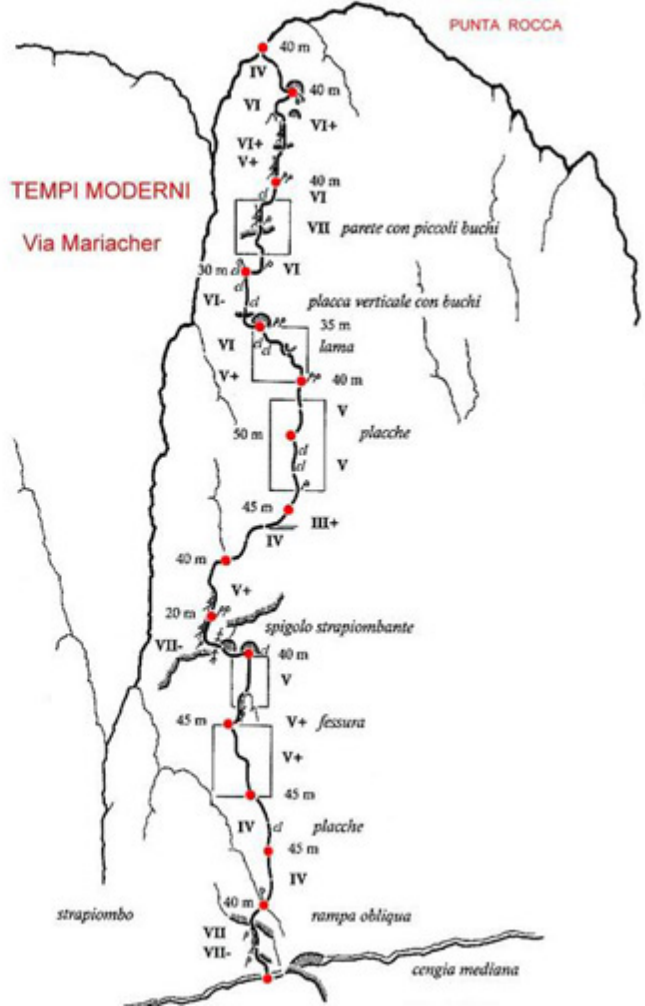 PUNTA ROCCA
40 m
IV
40 m
VI
VI+
VI+
V+
TEMPI MODERNI
40 m
VI
Via Mariacher
VII parete con piccoli buchi
30 m cl
VI
VI-
placca verticale con buchi
35 m
VI
lama
V+
40 m
V
50 m
placche
V
45 m
III+
IV
40 m
V+
20 m
spigolo strapiombante
VII-
40 m
V
45 m
V+ fessura
V+
45 m
IV
cl placche
45 m
IV
40 m
strapiombo
rampa obliqua
VII
VII-
cengia mediana